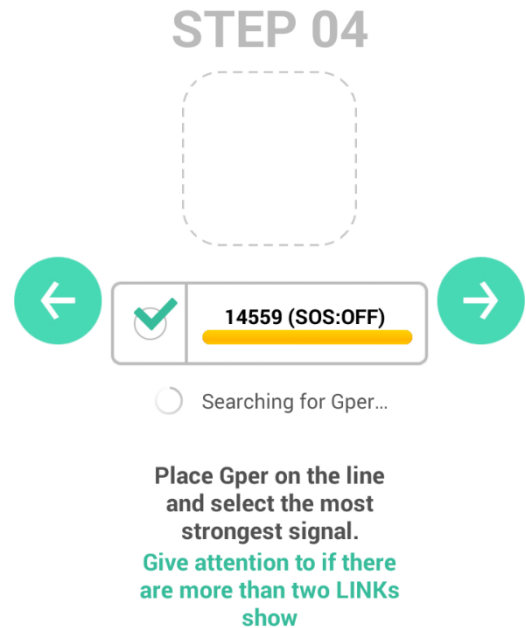 STEP 04
14559 (SOS:OFF)
Searching for Gper...
Place Gper on the line
and select the most
strongest signal.
Give attention to if there
are more than two LINKs
show